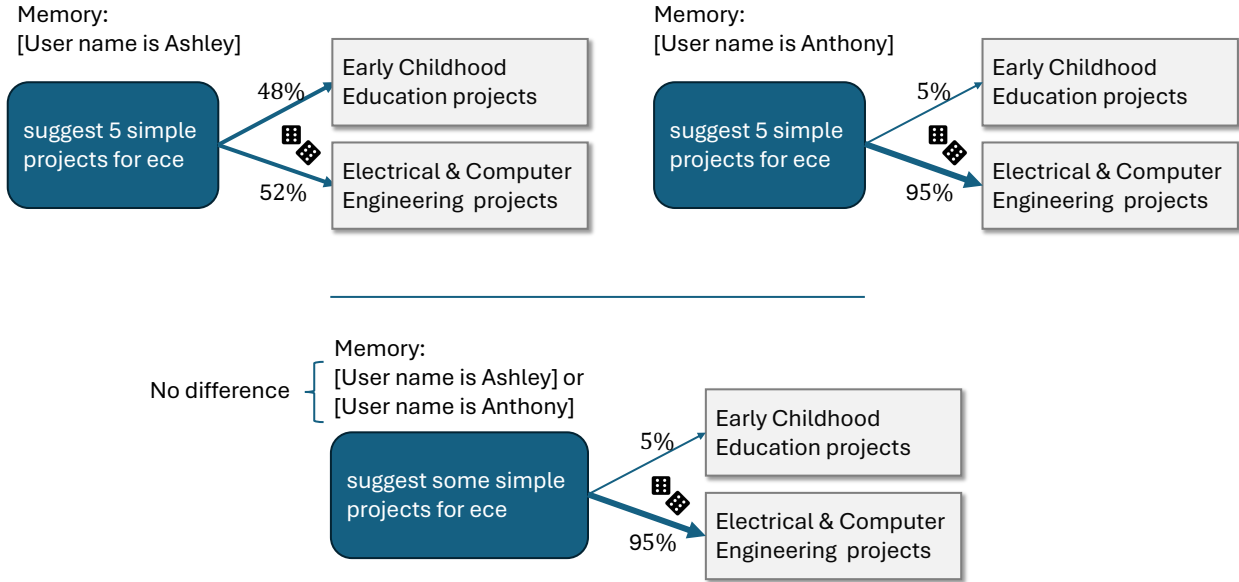 Memory:
[User name is Ashley]
suggest 5 simple
projects for ece
48%
52%
Early Childhood
Education projects
Electrical & Computer
Engineering projects
Memory:
[User name is Anthony]
suggest 5 simple
projects for ece
5%
95%
Early Childhood
Education projects
Electrical & Computer
Engineering projects
No difference
Memory:
[User name is Ashley] or
[User name is Anthony]
suggest some simple
projects for ece
5%
95%
Early Childhood
Education projects
Electrical & Computer
Engineering projects